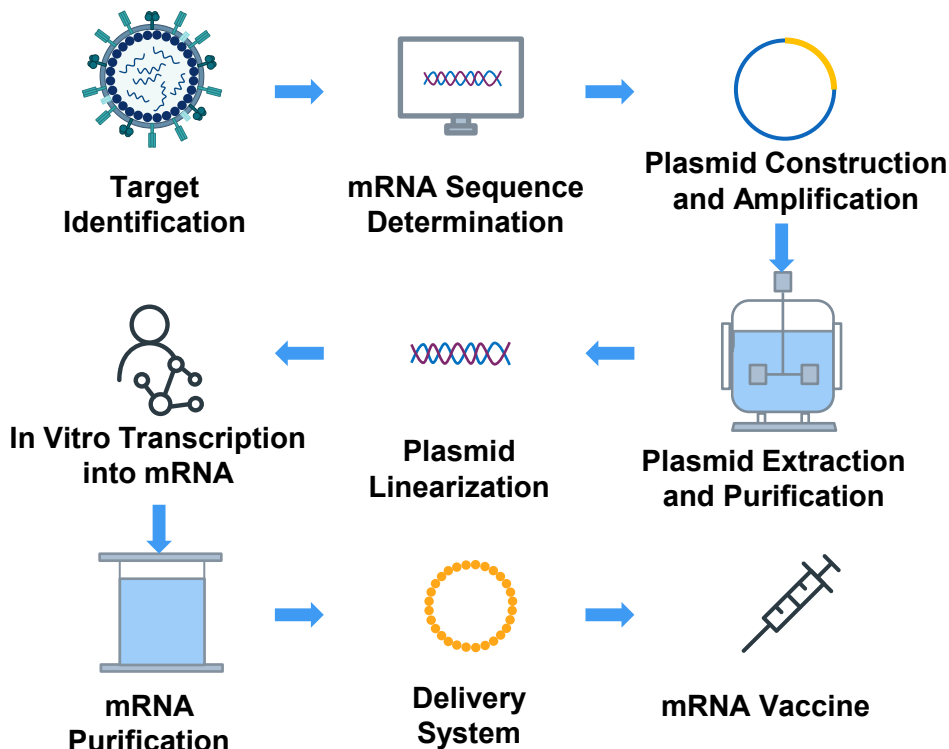 Target
Identification
mRNA Sequence
Determination
Plasmid Construction
and Amplification
Plasmid Extraction
and Purification
Plasmid
Linearization
In Vitro Transcription
into mRNA
mRNA
Purification
Delivery
System
mRNA Vaccine